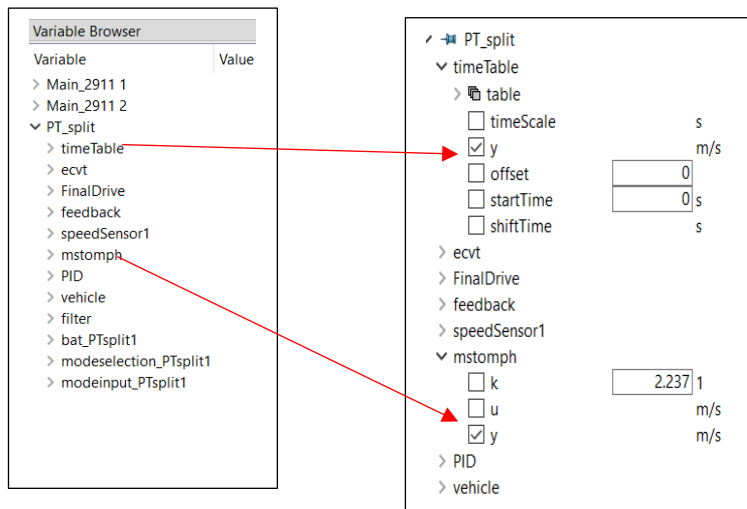 Variable Browser
Variable Value
Main_2911 1
Main_2911 2
PT_split
timeTable
ecvt
FinalDrive
feedback
speedSensor1
mstomph
PID
vehicle
filter
bat_PTsplit1
modeselection_PTsplit1
modeinput_PTsplit1
PT_split
timeTable
table
timeScale s
y m/s
offset 0
startTime 0 s
shiftTime s
ecvt
FinalDrive
feedback
speedSensor1
mstomph
k 2.237 1
u m/s
y m/s
PID
vehicle